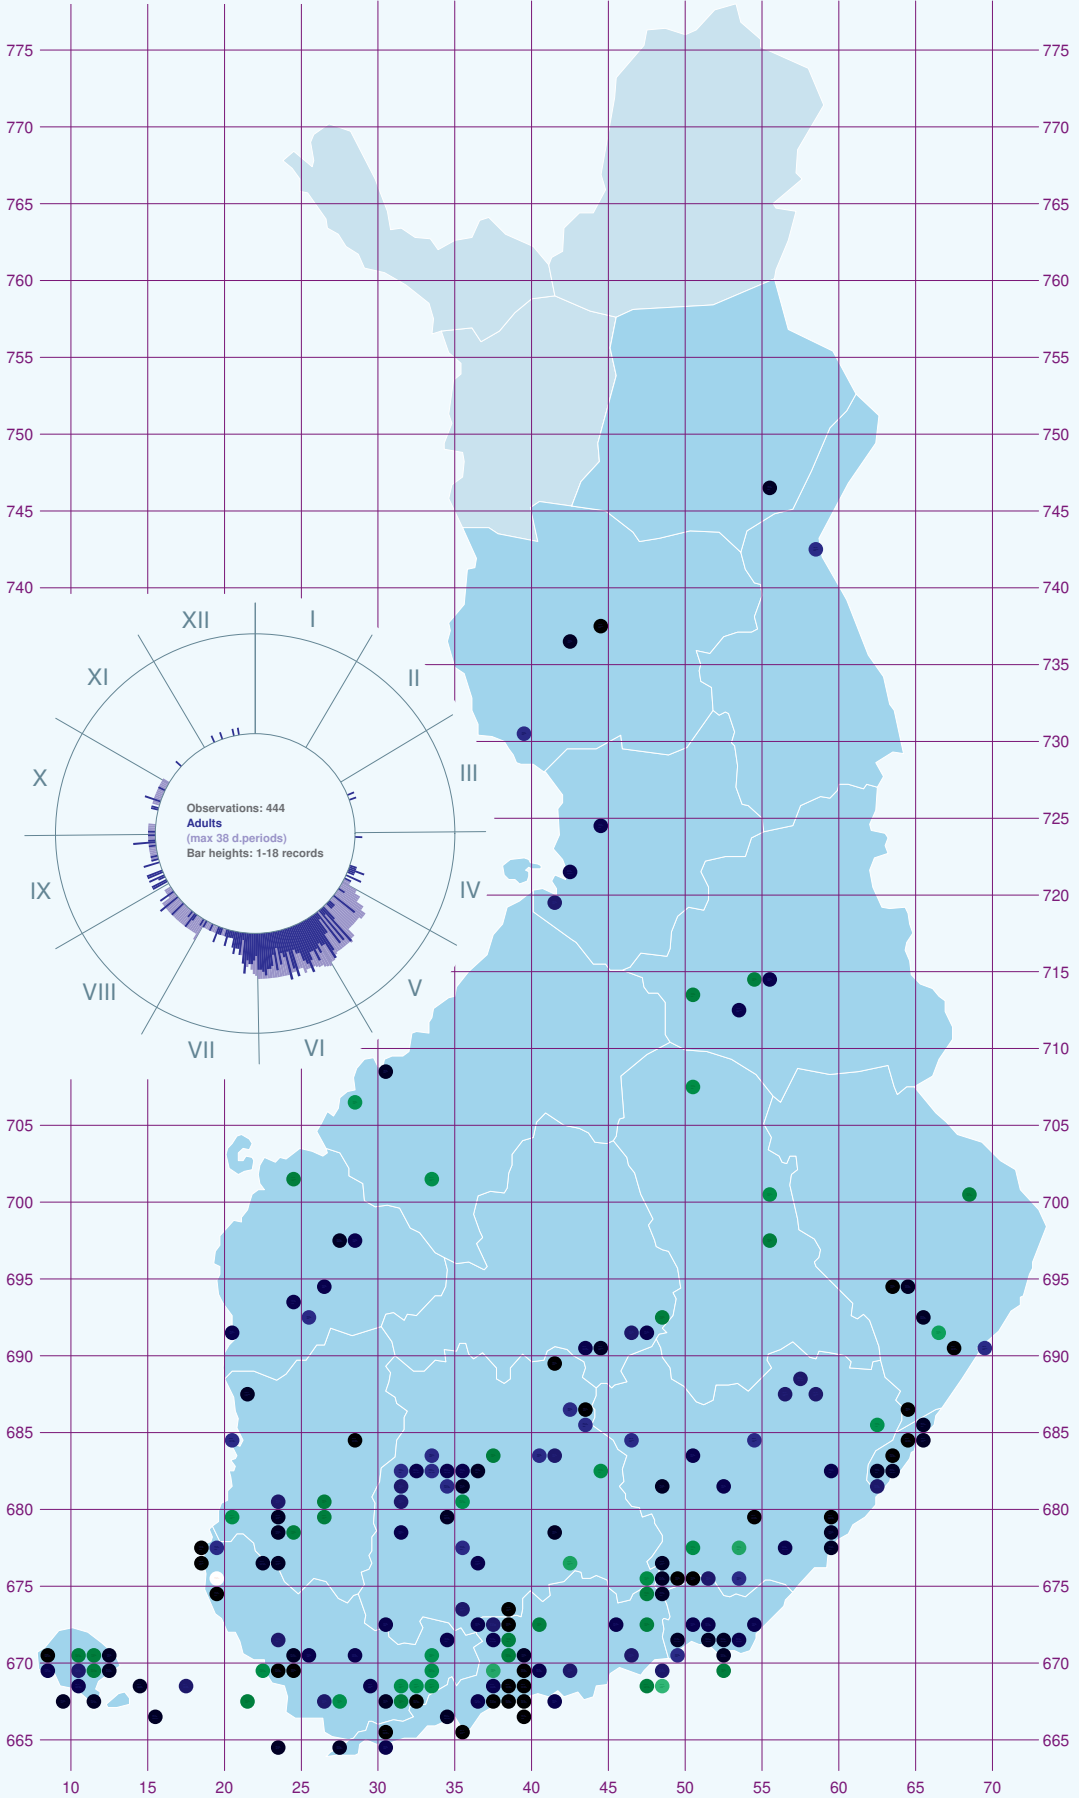 775 775
770 770
765 765
760 760
755 755
750 750
745 745
740 740
XII I
XI II
735 735
730 730
X III
Observations: 444
Adults
(max 38 d.periods)
Bar heights: 1-18 records
725 725
IX IV
720 720
VIII V
715 715
VII VI
710 710
705 705
700 700
695 695
690 690
685 685
680 680
675 675
670 670
665 665
10 15 20 25 30 35 40 45 50 55 60 65 70